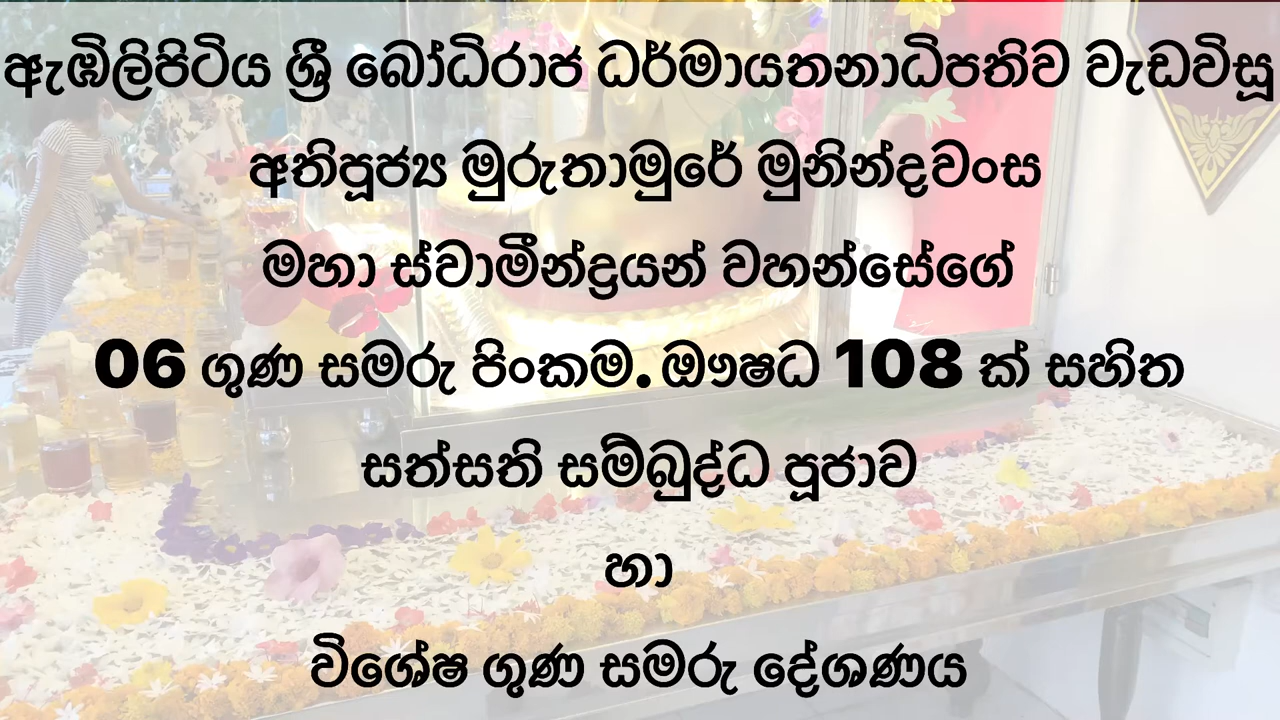 ඇඹිලිපිටිය ශ්‍රී බෝධිරාජ ධර්මායතනාධිපතිව වැඩවිසූ
අතිපූජ්‍ය මුරුතාමුරේ මුනින්දවංස
මහා ස්වාමීන්ද්‍රයන් වහන්සේගේ
06 ගුණ සමරු පිංකම. ඖෂධ 108 ක් සහිත
සත්සති සම්බුද්ධ පූජාව
හා
විශේෂ ගුණ සමරු දේශණය